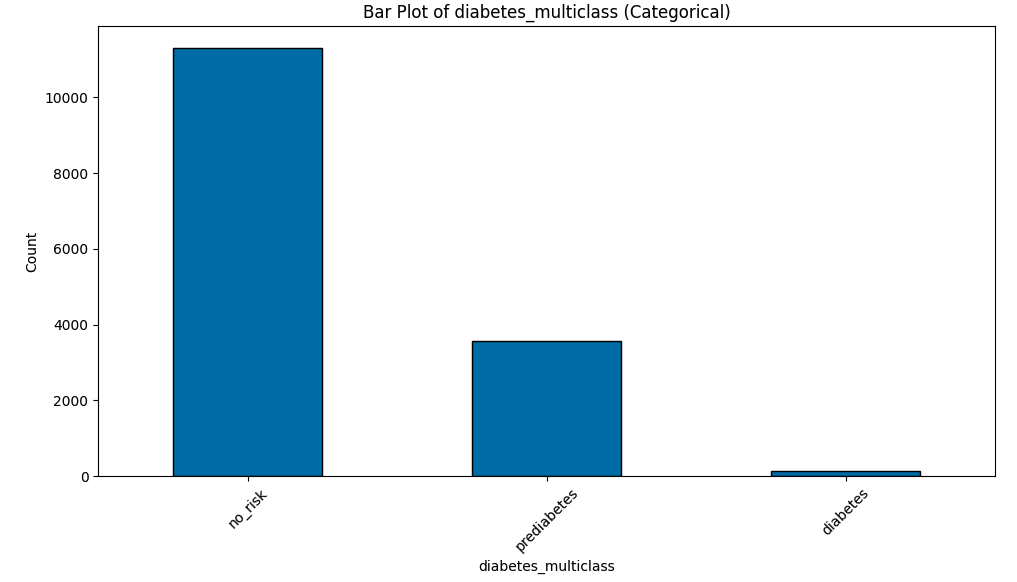 Bar Plot of diabetes_multiclass (Categorical)
Count
10000
8000
6000
4000
2000
0
no_risk
prediabetes
diabetes
diabetes_multiclass